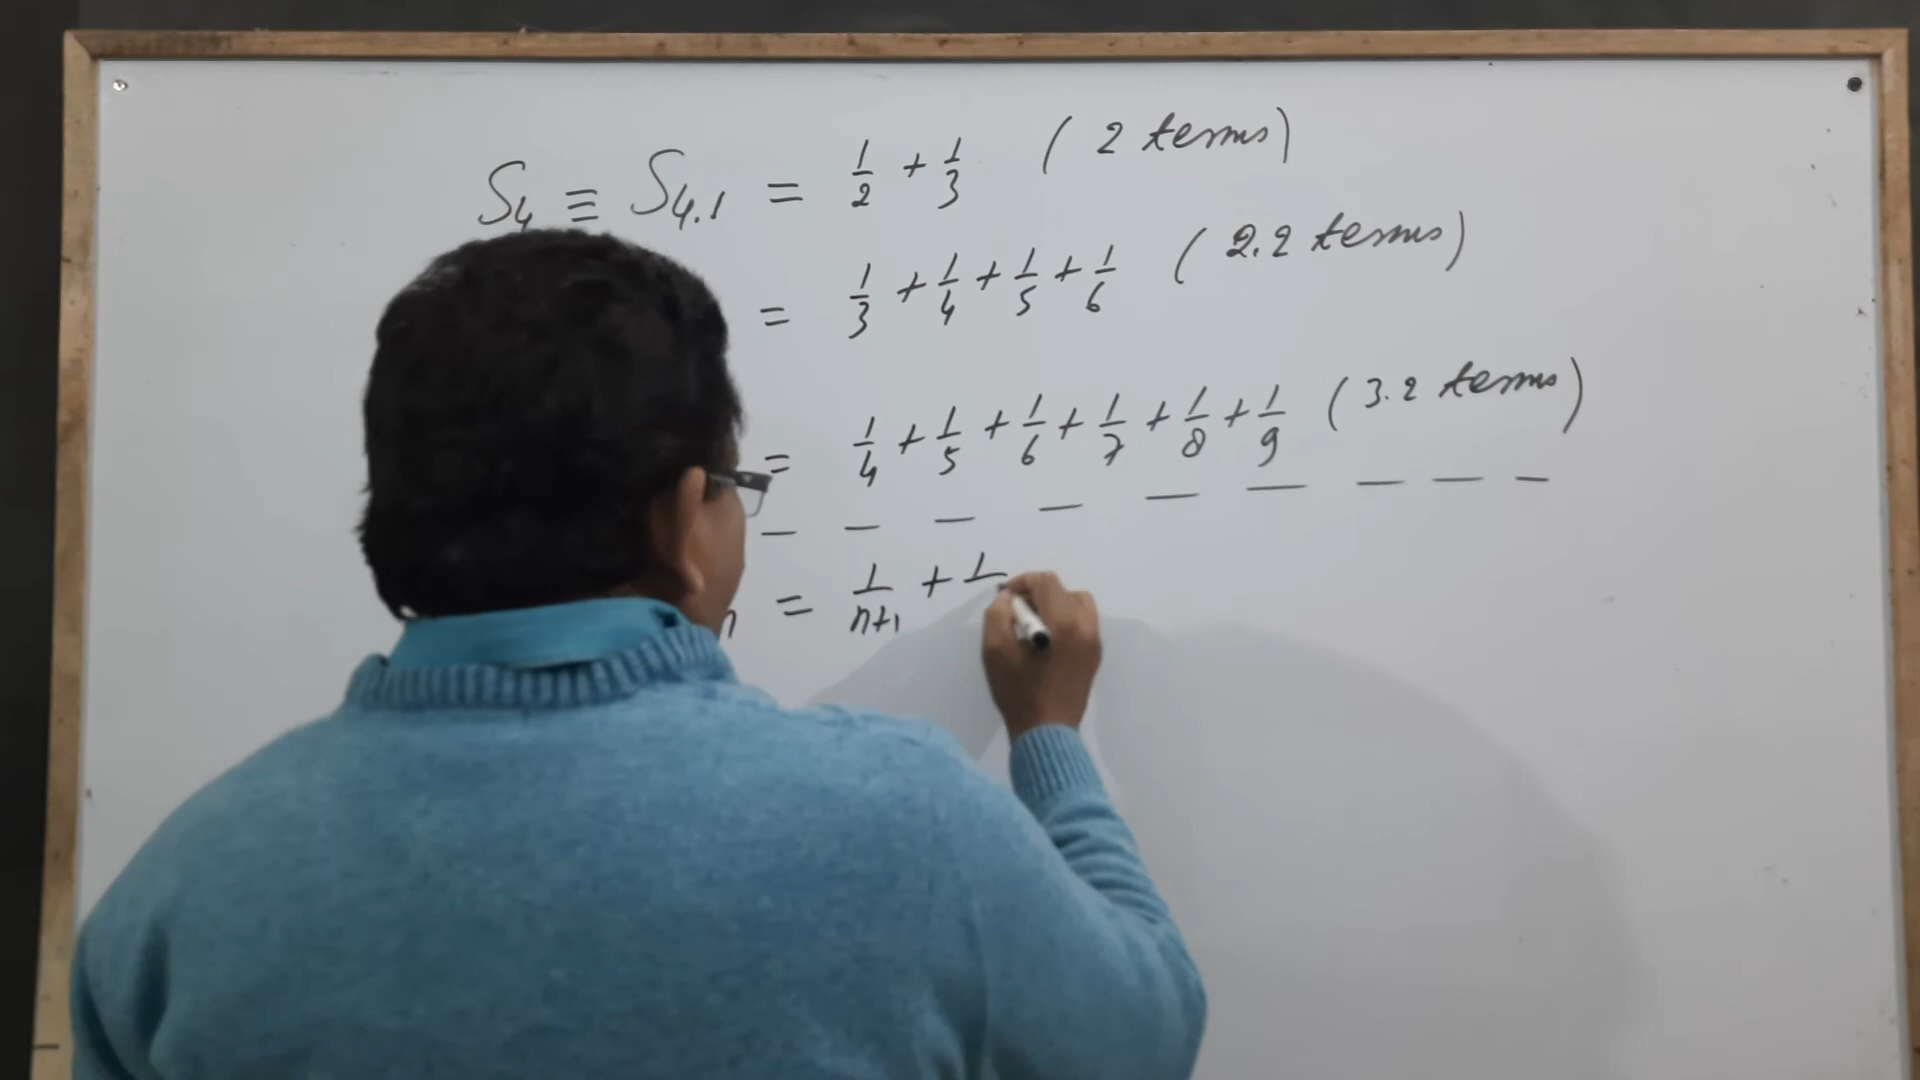 S₄ ≡ S₄.₁ = 1/2 + 1/3 (2 terms)
= 1/3 + 1/4 + 1/5 + 1/6 (2.2 terms)
= 1/4 + 1/5 + 1/6 + 1/7 + 1/8 + 1/9 (3.2 terms)
n = 1/n+1 + 1